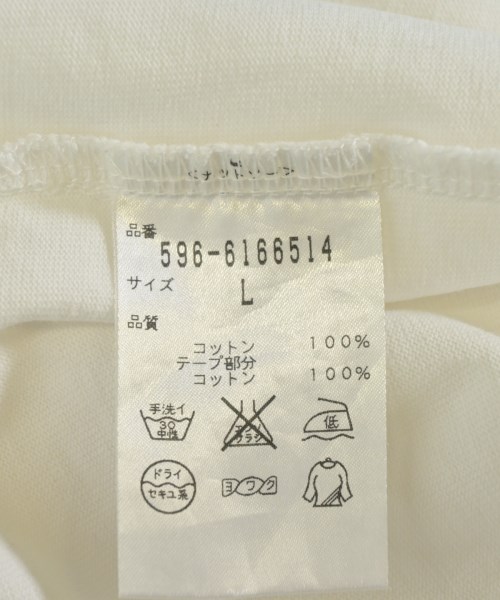 品番
596-6166514
サイズ
L
品質
コットン 100%
テープ部分
コットン 100%
手洗イ
30
中性
低
ドライ
セキユ系
ヨワク